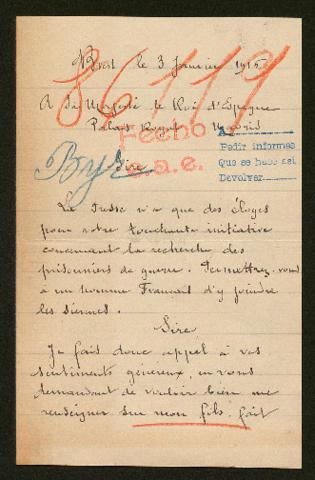 Brest le 3 Janvier 1916
86119
A Sa Majesté le Roi d'Espagne
Palais Royal Madrid
Fecho
e.a.e.
A
Pedir informes
Que se hace así
Devolver
Sire
La Presse n'a que des éloges
pour votre touchante initiative
concernant la recherche des
prisonniers de guerre. Permettez-vous
à un homme Français d'y joindre
les siennes.
Sire
Je fais donc appel à vos
sentiments généreux, en vous
demandant de vouloir bien me
renseigner sur mon fils, fait